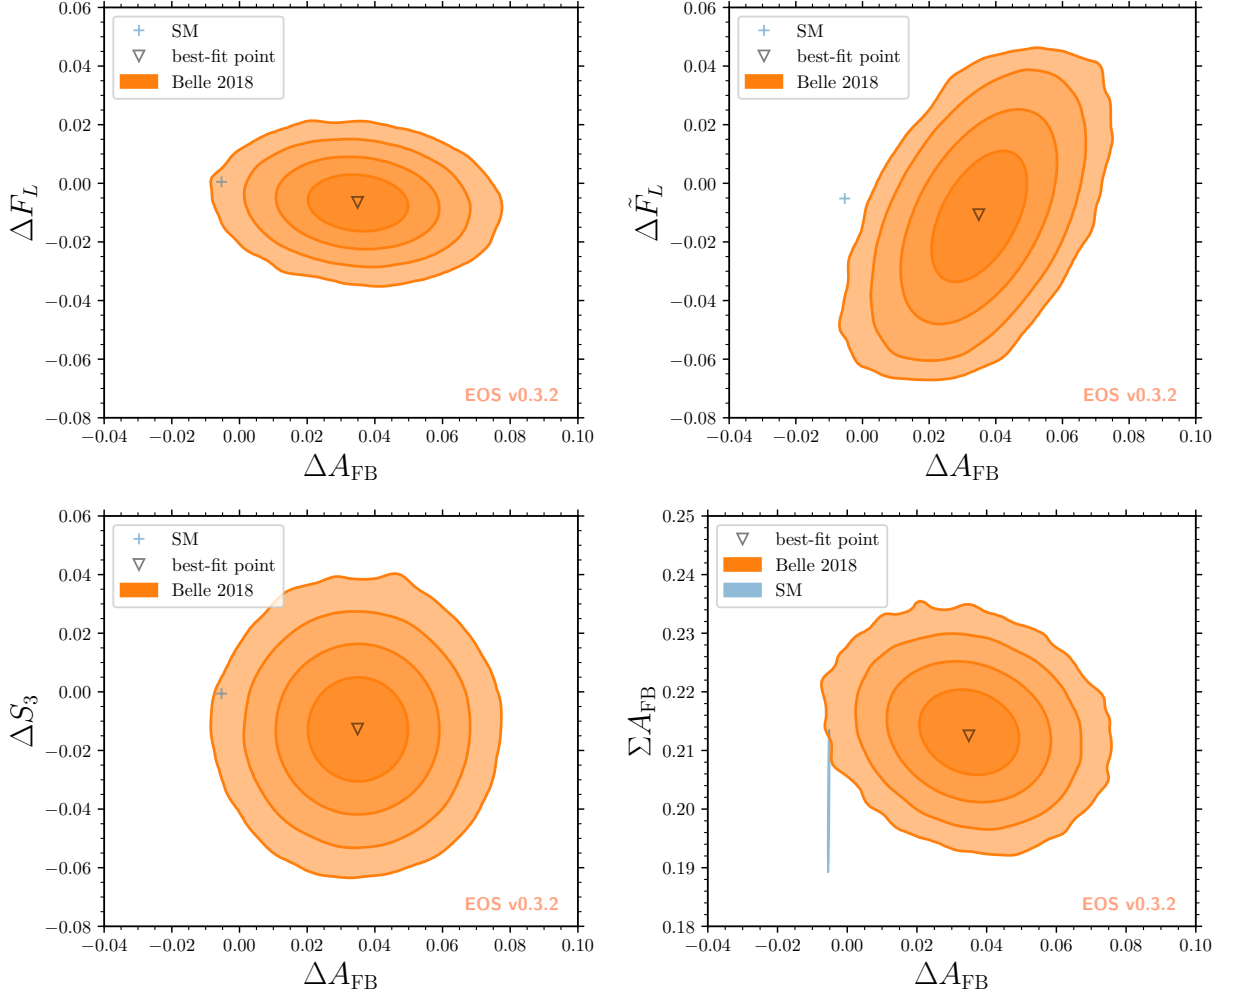 0.06
0.04
0.02
0.00
−0.02
−0.04
−0.06
−0.08
ΔF_L
SM
best-fit point
Belle 2018
EOS v0.3.2
−0.04 −0.02 0.00 0.02 0.04 0.06 0.08 0.10
ΔA_FB
0.06
0.04
0.02
0.00
−0.02
−0.04
−0.06
−0.08
ΔF̃_L
SM
best-fit point
Belle 2018
EOS v0.3.2
−0.04 −0.02 0.00 0.02 0.04 0.06 0.08 0.10
ΔA_FB
0.06
0.04
0.02
0.00
−0.02
−0.04
−0.06
−0.08
ΔS_3
SM
best-fit point
Belle 2018
EOS v0.3.2
−0.04 −0.02 0.00 0.02 0.04 0.06 0.08 0.10
ΔA_FB
0.25
0.24
0.23
0.22
0.21
0.20
0.19
0.18
ΣA_FB
best-fit point
Belle 2018
SM
EOS v0.3.2
−0.04 −0.02 0.00 0.02 0.04 0.06 0.08 0.10
ΔA_FB